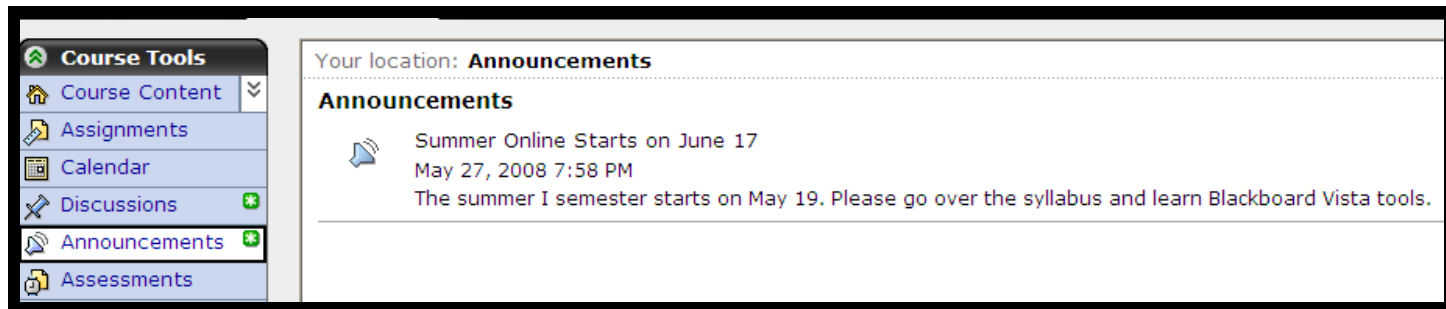 Course Tools
Course Content
Assignments
Calendar
Discussions
Announcements
Assessments
Your location: Announcements
Announcements
Summer Online Starts on June 17
May 27, 2008 7:58 PM
The summer I semester starts on May 19. Please go over the syllabus and learn Blackboard Vista tools.